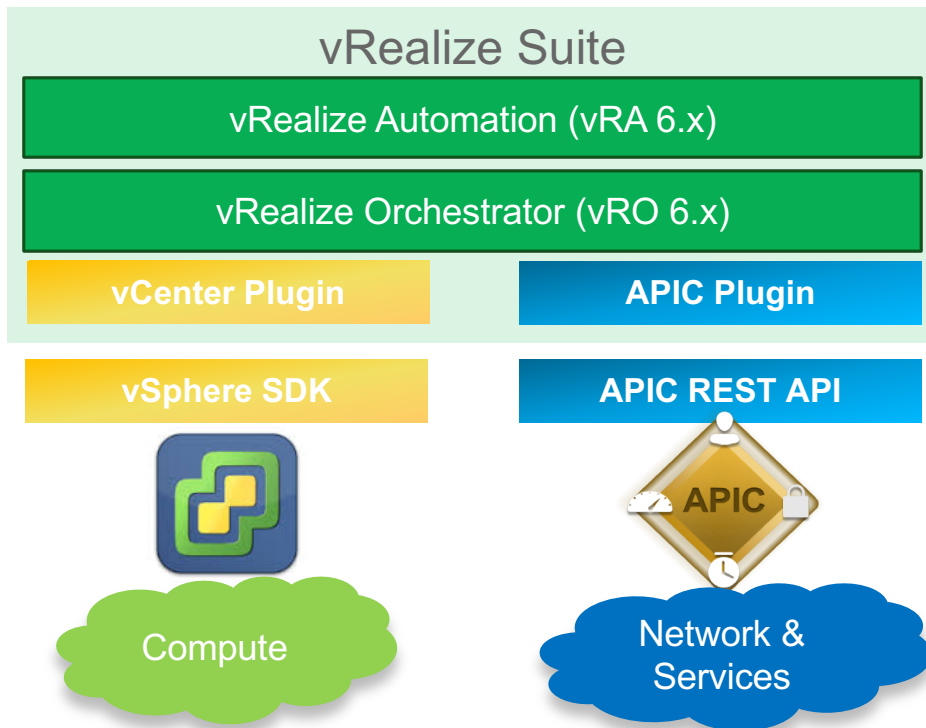 vRealize Suite
vRealize Automation (vRA 6.x)
vRealize Orchestrator (vRO 6.x)
vCenter Plugin
APIC Plugin
vSphere SDK
APIC REST API
APIC
Compute
Network &
Services